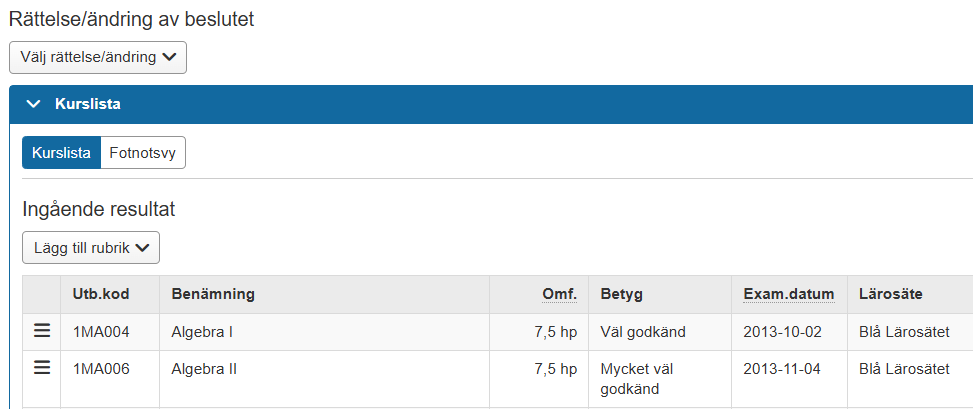 Rättelse/ändring av beslutet
Välj rättelse/ändring
Kurslista
Kurslista Fotnotsvy
Ingående resultat
Lägg till rubrik
Utb.kod Benämning Omf. Betyg Exam.datum Lärosäte
1MA004 Algebra I 7,5 hp Väl godkänd 2013-10-02 Blå Lärosätet
1MA006 Algebra II 7,5 hp Mycket väl 2013-11-04 Blå Lärosätet
godkänd